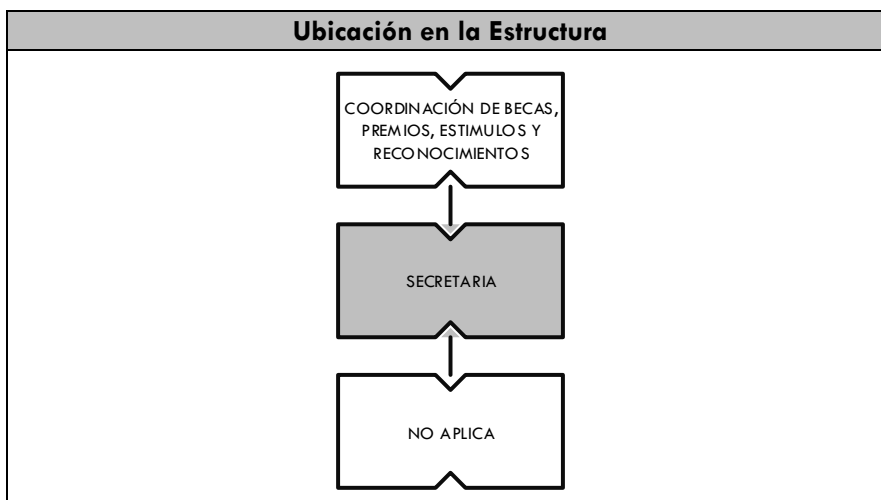 Ubicación en la Estructura
COORDINACIÓN DE BECAS,
PREMIOS, ESTIMULOS Y
RECONOCIMIENTOS
SECRETARIA
NO APLICA